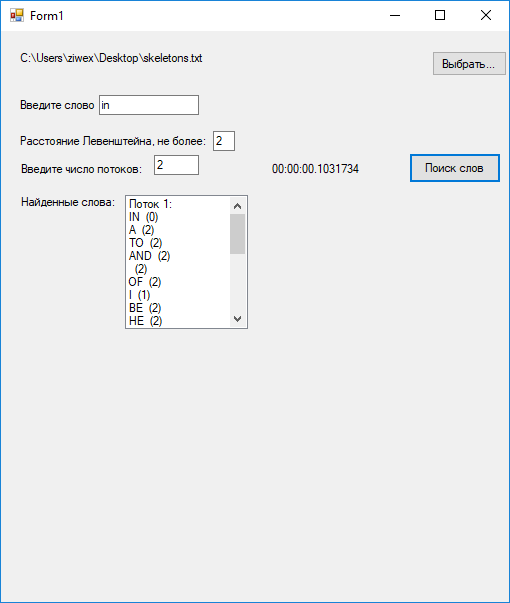 Form1
C:\Users\ziwex\Desktop\skeletons.txt
Выбрать...
Введите слово in
Расстояние Левенштейна, не более: 2
Введите число потоков: 2 00:00:00.1031734 Поиск слов
Найденные слова:
Поток 1:
IN (0)
A (2)
TO (2)
AND (2)
(2)
OF (2)
I (1)
BE (2)
HE (2)